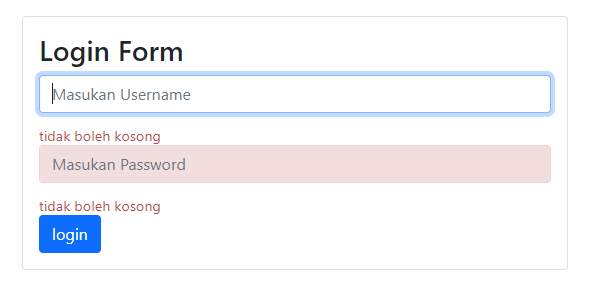 Login Form
Masukan Username
tidak boleh kosong
Masukan Password
tidak boleh kosong
login